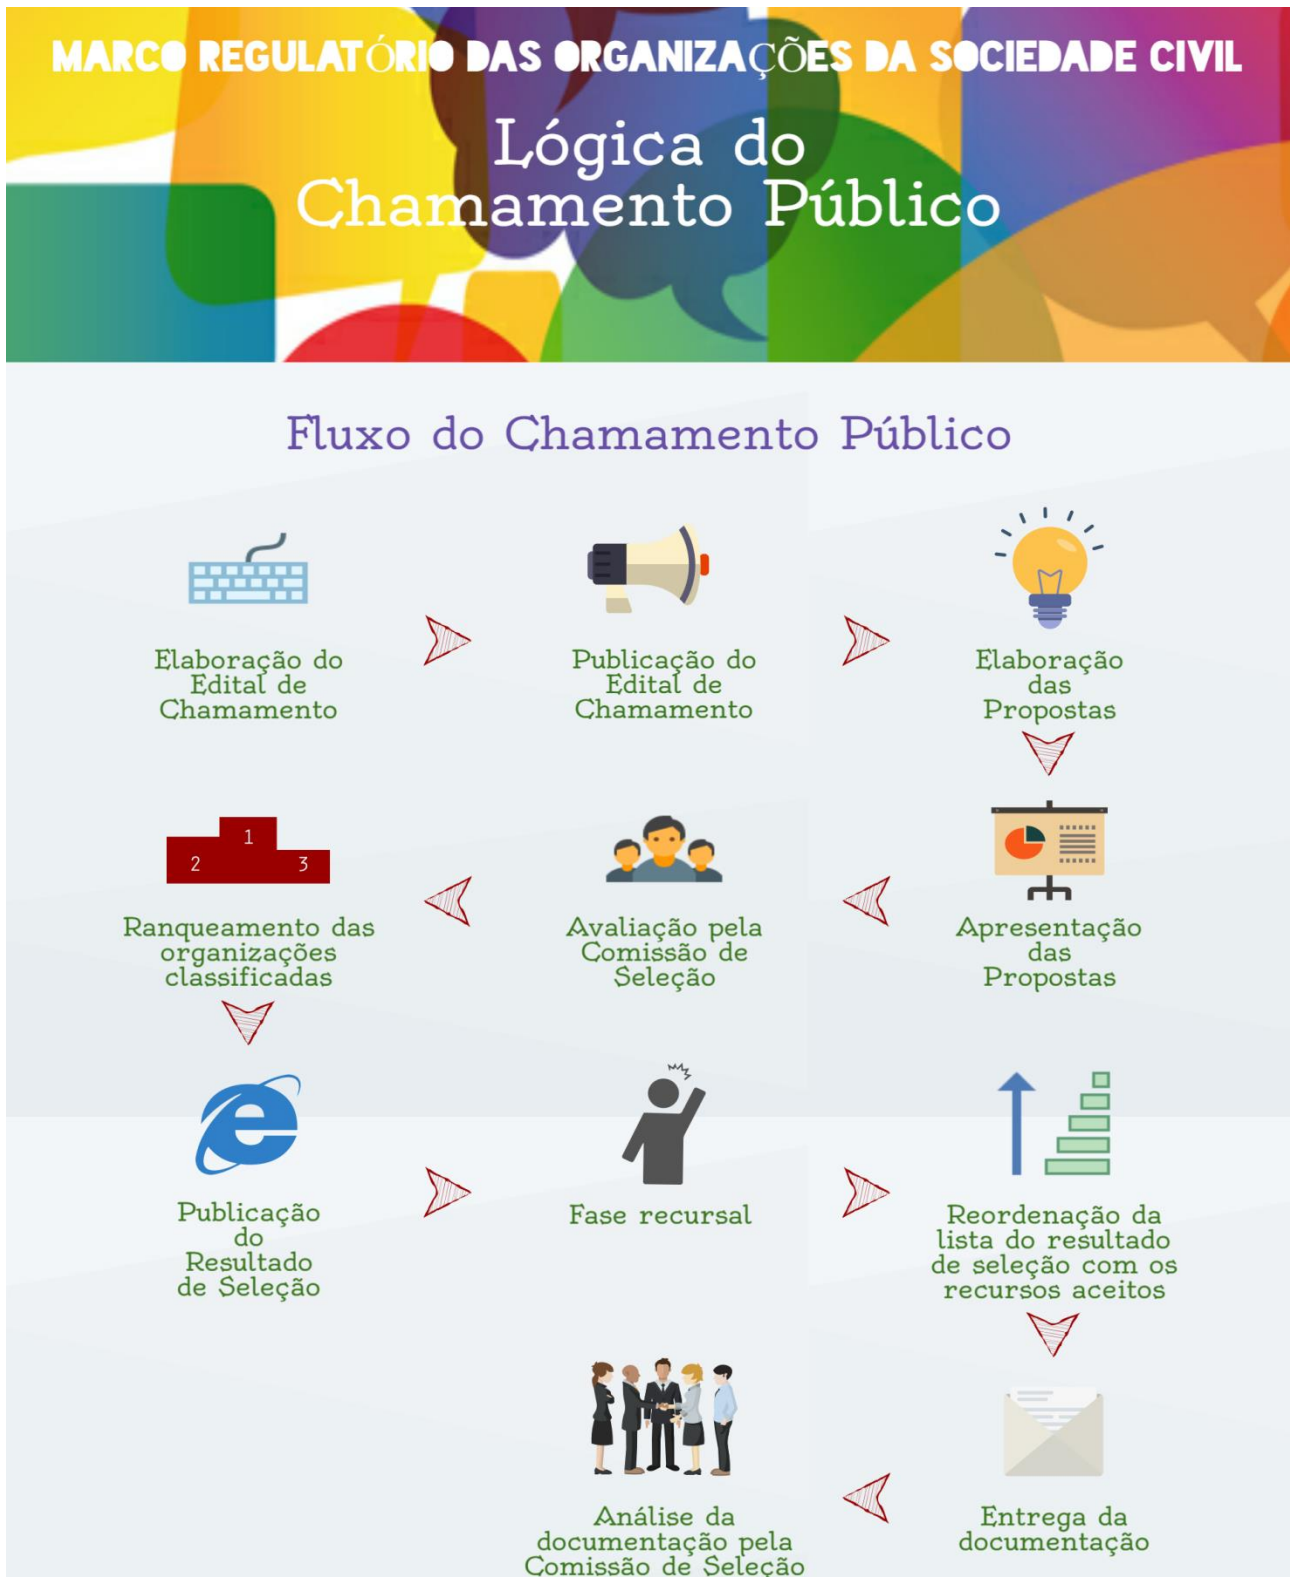 MARCO REGULATÓRIO DAS ORGANIZAÇÕES DA SOCIEDADE CIVIL
Lógica do
Chamamento Público
Fluxo do Chamamento Público
Elaboração do
Edital de
Chamamento
Publicação do
Edital de
Chamamento
Elaboração
das
Propostas
Apresentação
das
Propostas
Avaliação pela
Comissão de
Seleção
1
2
3
Ranqueamento das
organizações
classificadas
Publicação
do
Resultado
de Seleção
Fase recursal
Reordenação da
lista do resultado
de seleção com os
recursos aceitos
Entrega da
documentação
Análise da
documentação pela
Comissão de Seleção